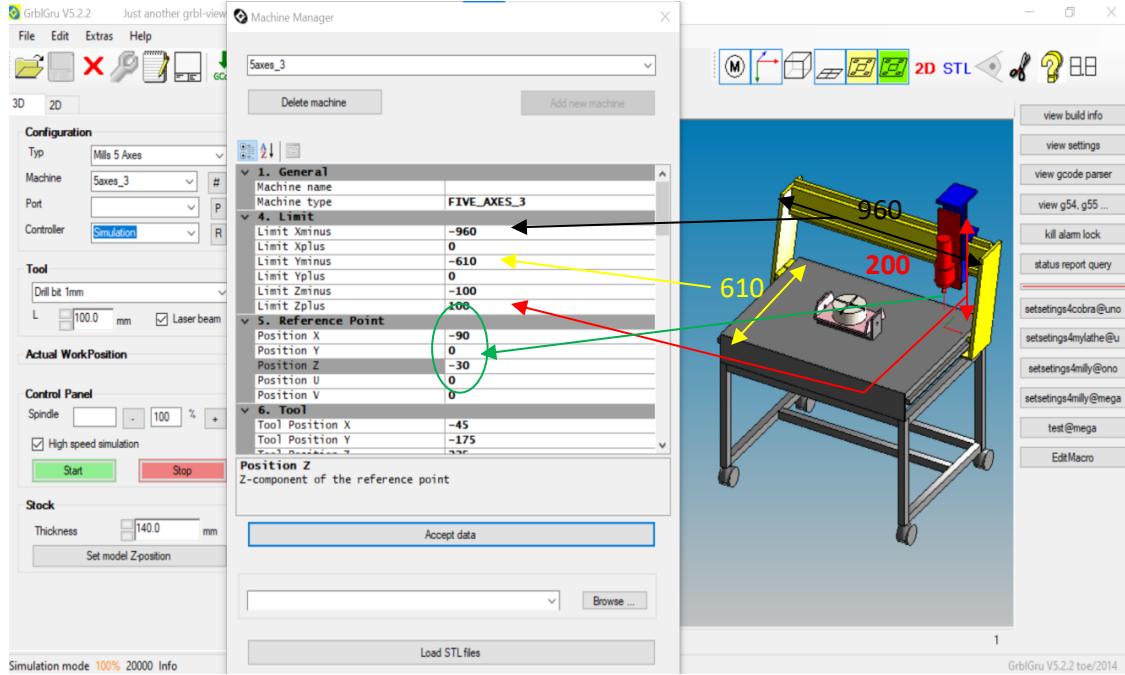 GrblGru V5.2.2 Just another grbl-view
File Edit Extras Help
GCo
2D STL
3D 2D
Configuration
Typ Mills 5 Axes
Machine 5axes_3 #
Port P
Controller Simulation R
Tool
Drill bit 1mm
L 100.0 mm Laser beam
Actual WorkPosition
Control Panel
Spindle - 100 % +
High speed simulation
Start Stop
Stock
Thickness 140.0 mm
Set model Z-position
Simulation mode 100% 20000 Info
Machine Manager
5axes_3
Delete machine Add new machine
1. General
Machine name
Machine type FIVE_AXES_3
4. Limit
Limit Xminus -960
Limit Xplus 0
Limit Yminus -610
Limit Yplus 0
Limit Zminus -100
Limit Zplus 100
5. Reference Point
Position X -90
Position Y 0
Position Z -30
Position U 0
Position V 0
6. Tool
Tool Position X -45
Tool Position Y -175
Position Z
Z-component of the reference point
Accept data
Browse ...
Load STL files
960
200
610
1
view build info
view settings
view gcode parser
view g54, g55 ...
kill alarm lock
status report query
setsetings4cobra@uno
setsetings4mylathe@u
setsetings4milly@ono
setsetings4milly@mega
test@mega
EditMacro
GrblGru V5.2.2 toe/2014